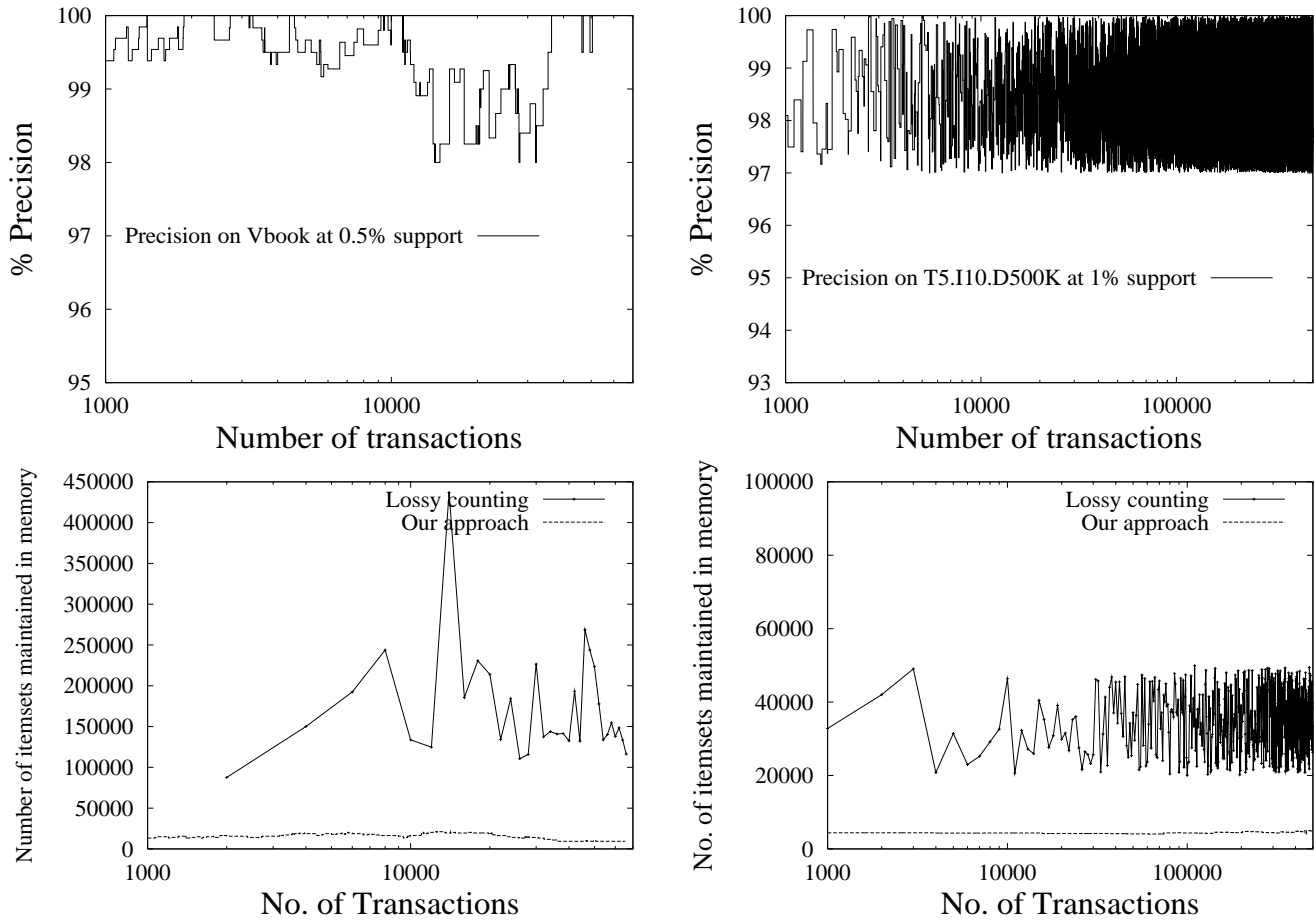 100
99
98
97
96
95
1000
10000
% Precision
Number of transactions
Precision on Vbook at 0.5% support
100
99
98
97
96
95
94
93
1000
10000
100000
% Precision
Number of transactions
Precision on T5.I10.D500K at 1% support
450000
400000
350000
300000
250000
200000
150000
100000
50000
0
1000
10000
Number of itemsets maintained in memory
No. of Transactions
Lossy counting
Our approach
100000
80000
60000
40000
20000
0
1000
10000
100000
No. of itemsets maintained in memory
No. of Transactions
Lossy counting
Our approach